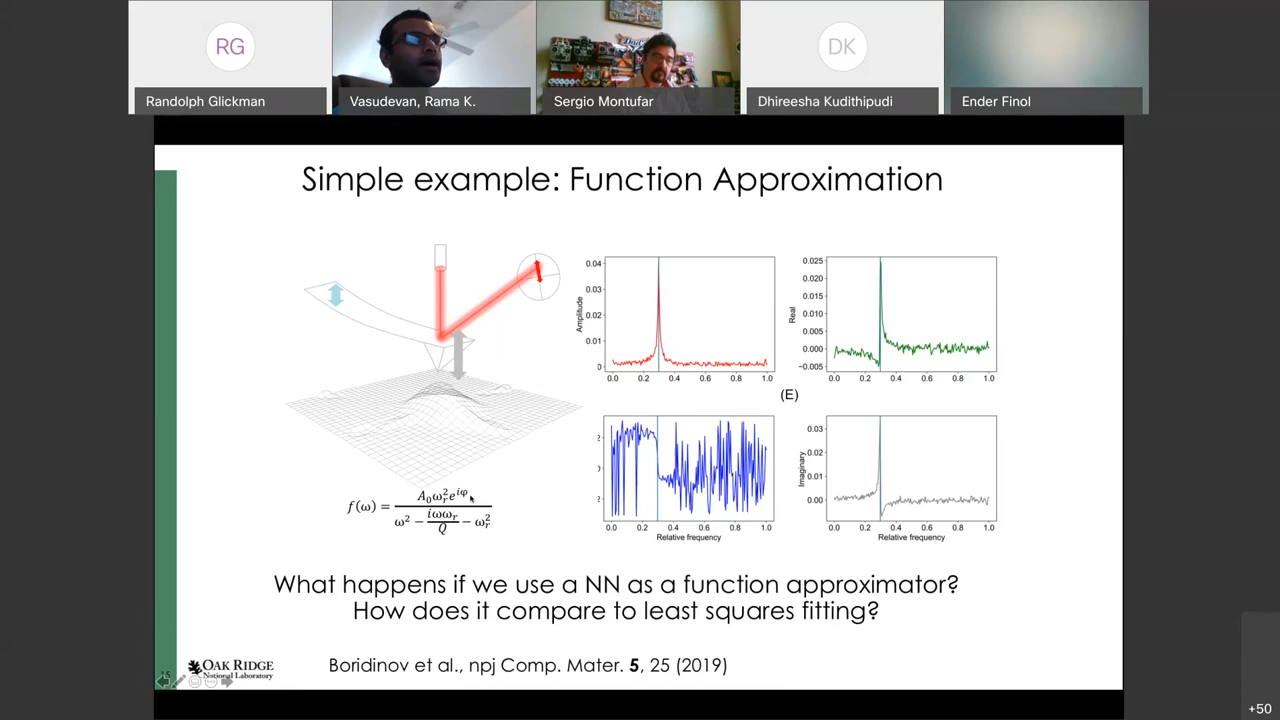 RG
DK
Randolph Glickman
Vasudevan, Rama K.
Sergio Montufar
Dhireesha Kudithipudi
Ender Finol
Simple example: Function Approximation
0.04
0.03
0.02
0.01
0
Amplitude
0.0 0.2 0.4 0.6 0.8 1.0
0.025
0.020
0.015
0.010
0.005
0.000
−0.005
Real
0.0 0.2 0.4 0.6 0.8 1.0
(E)
2
0
2
0.0 0.2 0.4 0.6 0.8 1.0
Relative frequency
0.03
0.02
0.01
0.00
Imaginary
0.0 0.2 0.4 0.6 0.8 1.0
Relative frequency
f(ω) = A₀ω_r²e^{iφ} / (ω² − iωω_r/Q − ω_r²)
What happens if we use a NN as a function approximator?
How does it compare to least squares fitting?
OAK RIDGE
National Laboratory
Boridinov et al., npj Comp. Mater. 5, 25 (2019)
+50